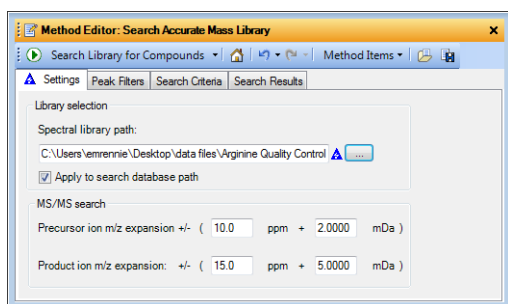 Method Editor: Search Accurate Mass Library
Search Library for Compounds Method Items
Settings Peak Filters Search Criteria Search Results
Library selection
Spectral library path:
C:\Users\emrennie\Desktop\data files\Arginine Quality Control ...
Apply to search database path
MS/MS search
Precursor ion m/z expansion +/- ( 10.0 ppm + 2.0000 mDa )
Product ion m/z expansion: +/- ( 15.0 ppm + 5.0000 mDa )